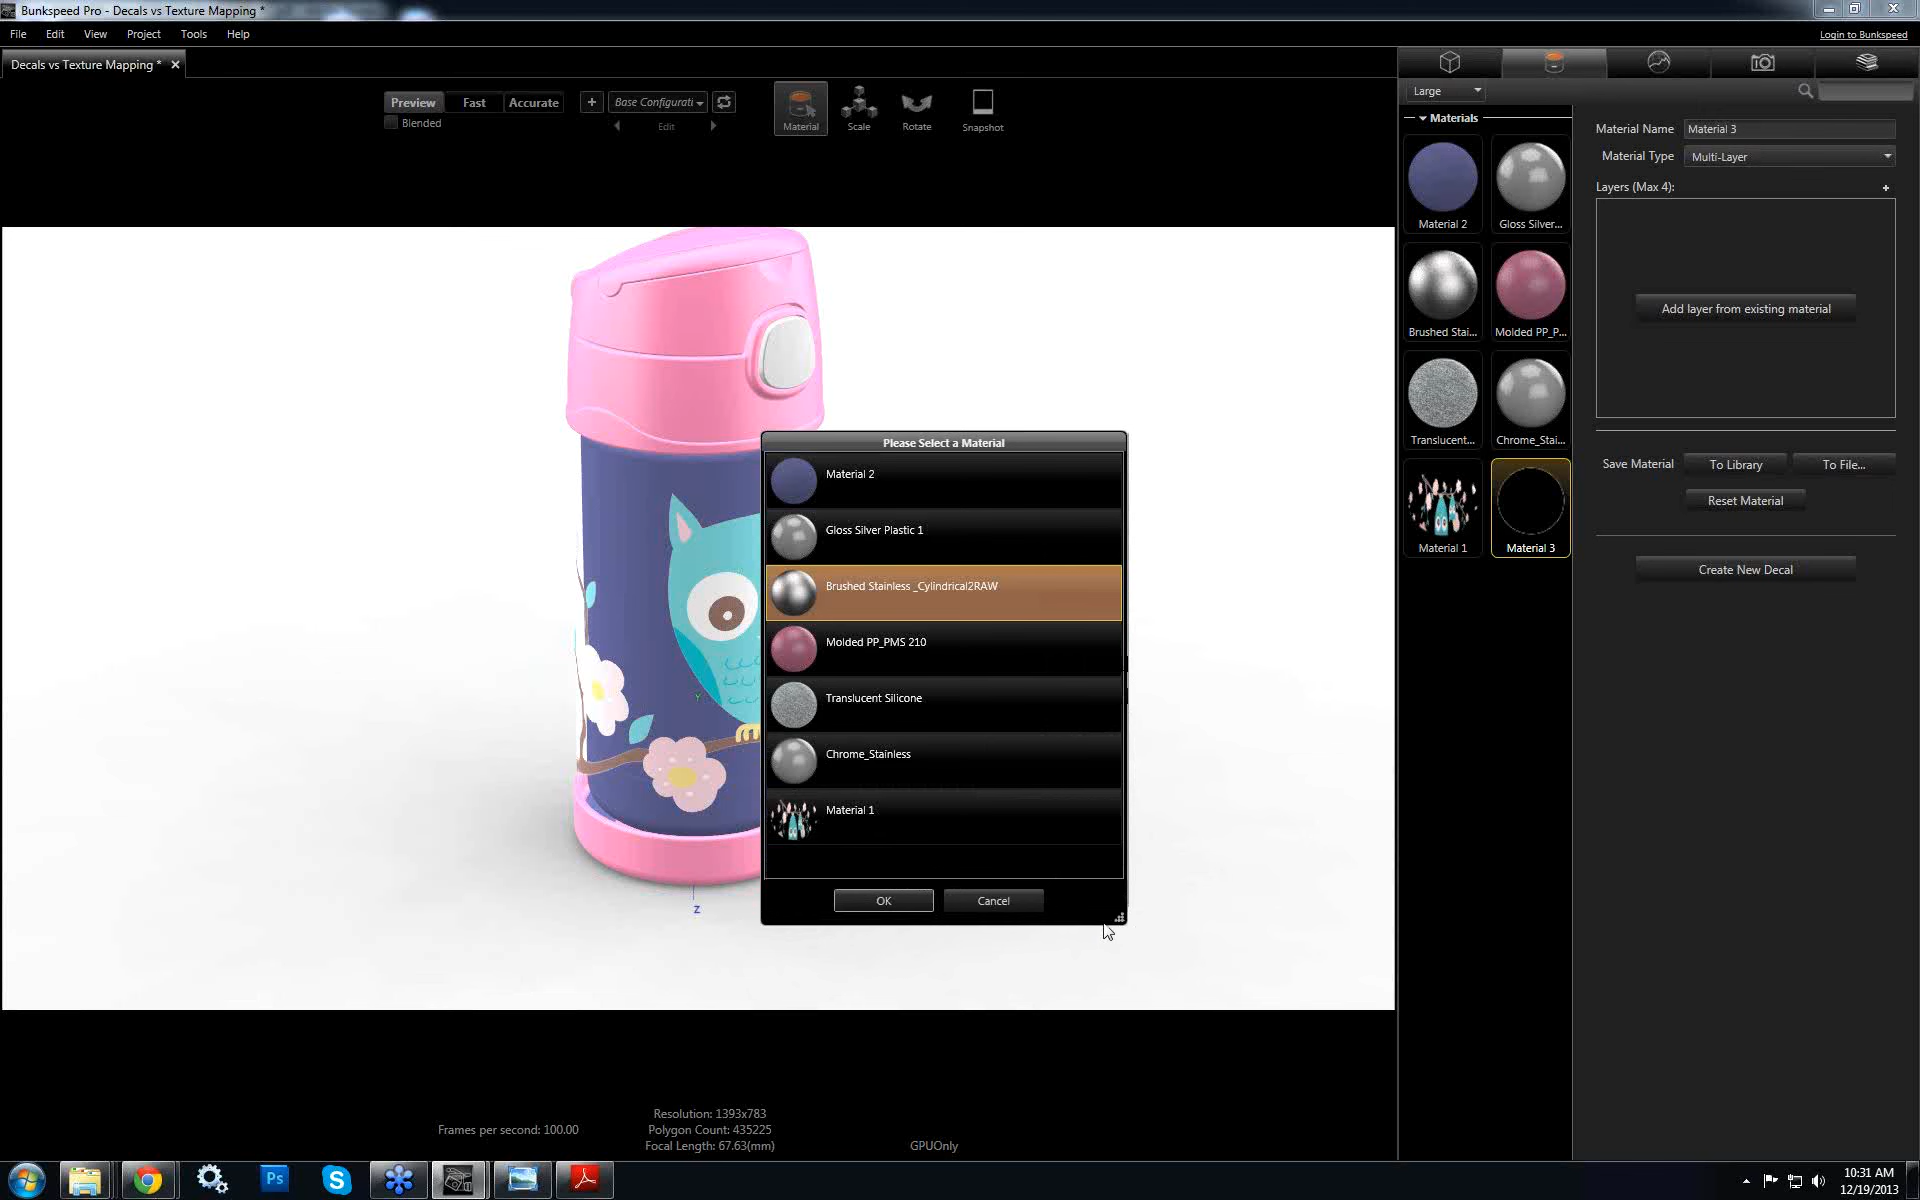 Bunkspeed Pro - Decals vs Texture Mapping *
File Edit View Project Tools Help
Login to Bunkspeed
Decals vs Texture Mapping *
Preview Fast Accurate
Blended
Base Configurati
Edit
Material Scale Rotate Snapshot
Large
Materials
Material 2 Gloss Silver...
Brushed Stai... Molded PP_P...
Translucent... Chrome_Stai...
Material 1 Material 3
Material Name Material 3
Material Type Multi-Layer
Layers (Max 4):
Add layer from existing material
Save Material To Library To File...
Reset Material
Create New Decal
Please Select a Material
Material 2
Gloss Silver Plastic 1
Brushed Stainless _Cylindrical2RAW
Molded PP_PMS 210
Translucent Silicone
Chrome_Stainless
Material 1
OK Cancel
Y
Z
Frames per second: 100.00
Resolution: 1393x783
Polygon Count: 435225
Focal Length: 67.63(mm)
GPUOnly
Ps
10:31 AM
12/19/2013